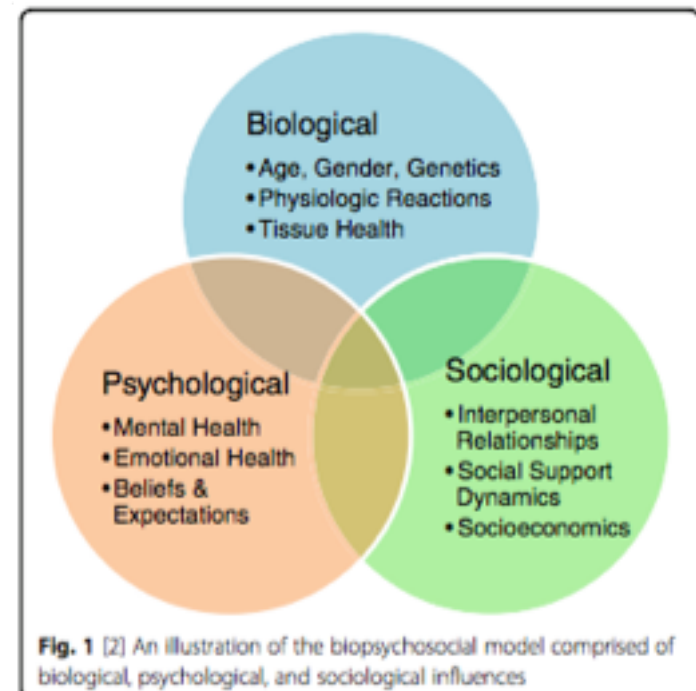 Biological
•Age, Gender, Genetics
•Physiologic Reactions
•Tissue Health
Psychological
•Mental Health
•Emotional Health
•Beliefs &
Expectations
Sociological
•Interpersonal
Relationships
•Social Support
Dynamics
•Socioeconomics
Fig. 1 [2] An illustration of the biopsychosocial model comprised of
biological, psychological, and sociological influences